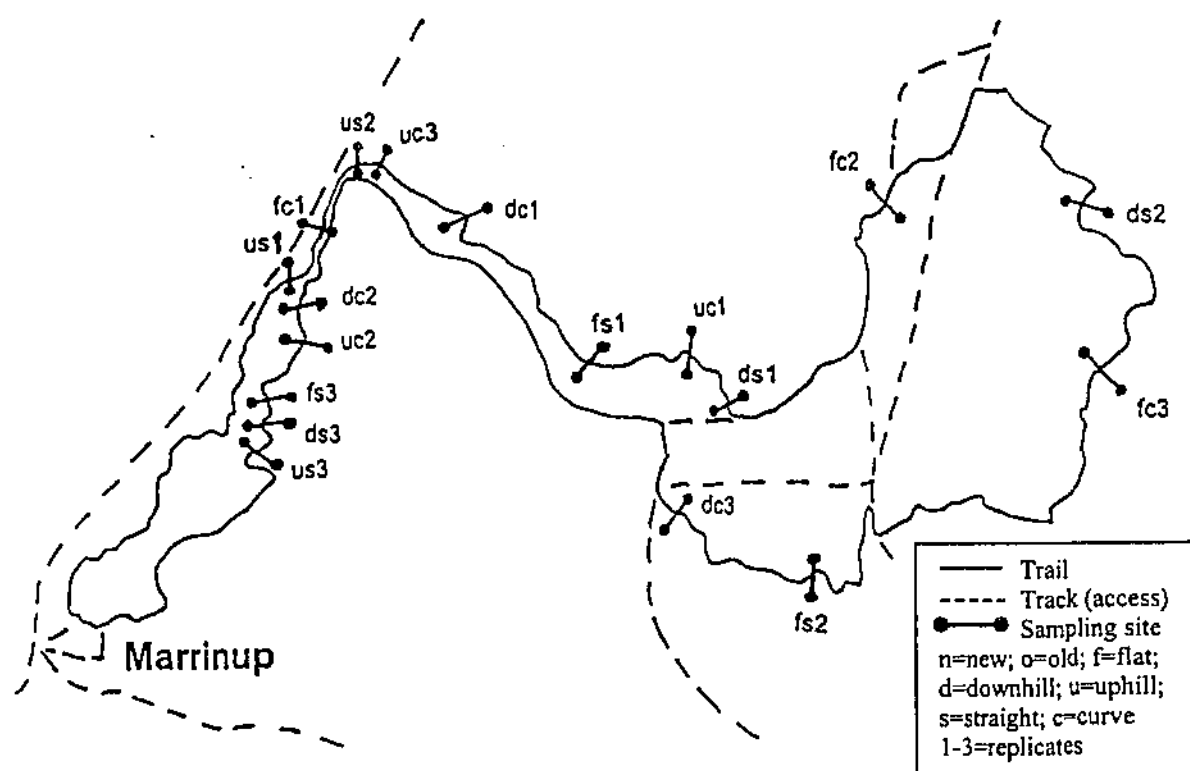 us2
uc3
fc1
us1
dc1
fc2
ds2
dc2
uc2
fs1
uc1
ds1
fc3
fs3
ds3
us3
dc3
fs2
Marrinup
Trail
Track (access)
Sampling site
n=new; o=old; f=flat;
d=downhill; u=uphill;
s=straight; c=curve
1-3=replicates